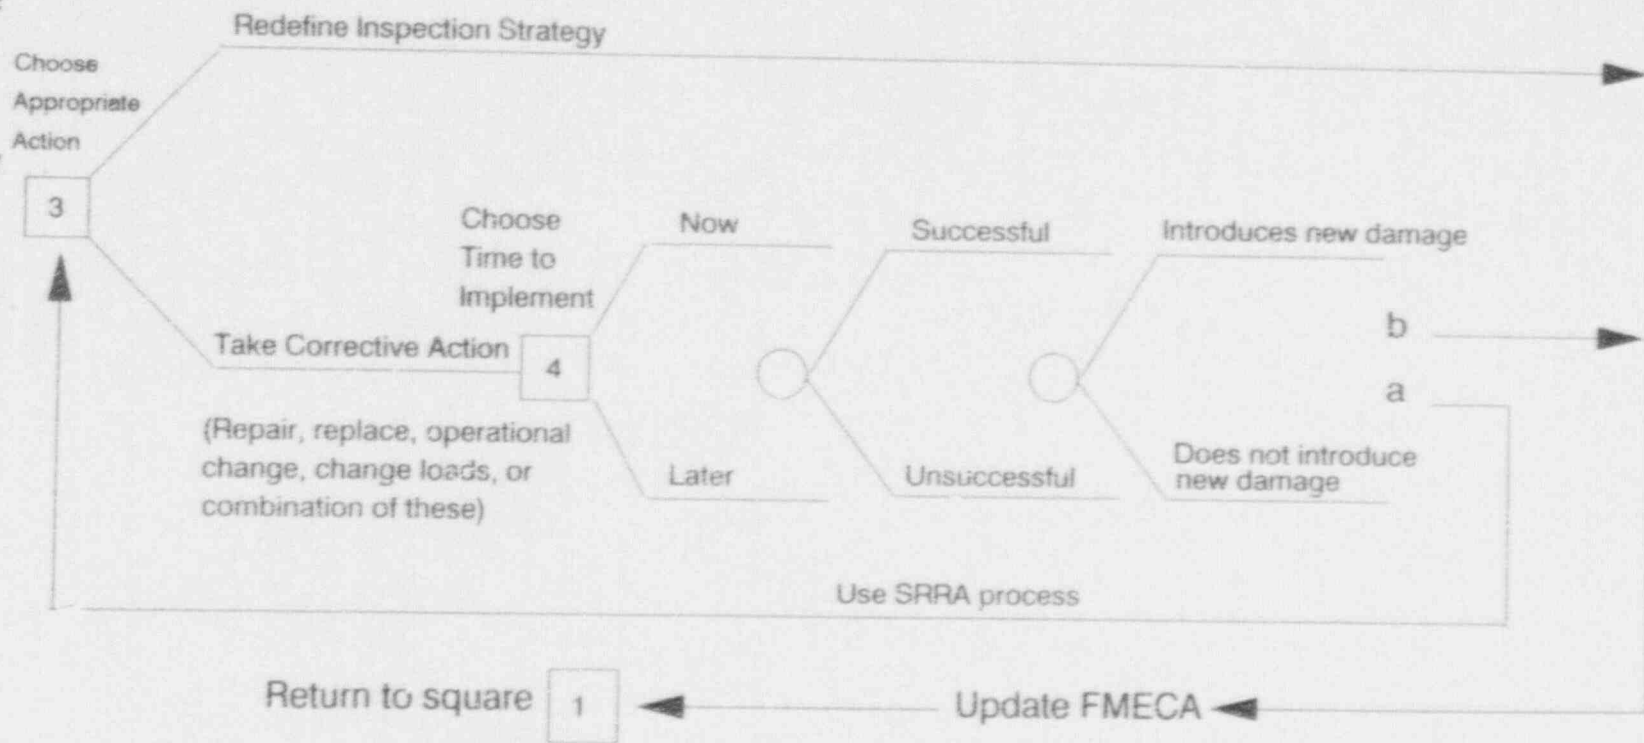 Redefine Inspection Strategy
Choose
Appropriate
Action
3
Choose
Time to
Implement
Now
Successful
Introduces new damage
Take Corrective Action
4
b
a
(Repair, replace, operational
change, change loads, or
combination of these)
Later
Unsuccessful
Does not introduce
new damage
Use SRRA process
Return to square
1
Update FMECA